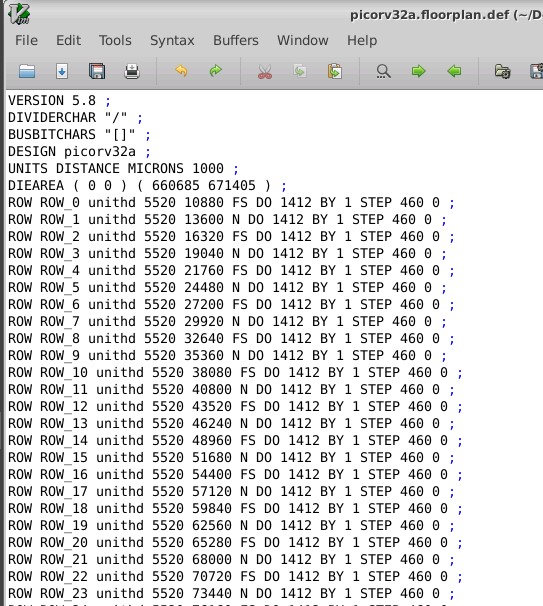 picorv32a.floorplan.def (~/D
File Edit Tools Syntax Buffers Window Help
VERSION 5.8 ;
DIVIDERCHAR "/" ;
BUSBITCHARS "[]" ;
DESIGN picorv32a ;
UNITS DISTANCE MICRONS 1000 ;
DIEAREA ( 0 0 ) ( 660685 671405 ) ;
ROW ROW_0 unithd 5520 10880 FS DO 1412 BY 1 STEP 460 0 ;
ROW ROW_1 unithd 5520 13600 N DO 1412 BY 1 STEP 460 0 ;
ROW ROW_2 unithd 5520 16320 FS DO 1412 BY 1 STEP 460 0 ;
ROW ROW_3 unithd 5520 19040 N DO 1412 BY 1 STEP 460 0 ;
ROW ROW_4 unithd 5520 21760 FS DO 1412 BY 1 STEP 460 0 ;
ROW ROW_5 unithd 5520 24480 N DO 1412 BY 1 STEP 460 0 ;
ROW ROW_6 unithd 5520 27200 FS DO 1412 BY 1 STEP 460 0 ;
ROW ROW_7 unithd 5520 29920 N DO 1412 BY 1 STEP 460 0 ;
ROW ROW_8 unithd 5520 32640 FS DO 1412 BY 1 STEP 460 0 ;
ROW ROW_9 unithd 5520 35360 N DO 1412 BY 1 STEP 460 0 ;
ROW ROW_10 unithd 5520 38080 FS DO 1412 BY 1 STEP 460 0 ;
ROW ROW_11 unithd 5520 40800 N DO 1412 BY 1 STEP 460 0 ;
ROW ROW_12 unithd 5520 43520 FS DO 1412 BY 1 STEP 460 0 ;
ROW ROW_13 unithd 5520 46240 N DO 1412 BY 1 STEP 460 0 ;
ROW ROW_14 unithd 5520 48960 FS DO 1412 BY 1 STEP 460 0 ;
ROW ROW_15 unithd 5520 51680 N DO 1412 BY 1 STEP 460 0 ;
ROW ROW_16 unithd 5520 54400 FS DO 1412 BY 1 STEP 460 0 ;
ROW ROW_17 unithd 5520 57120 N DO 1412 BY 1 STEP 460 0 ;
ROW ROW_18 unithd 5520 59840 FS DO 1412 BY 1 STEP 460 0 ;
ROW ROW_19 unithd 5520 62560 N DO 1412 BY 1 STEP 460 0 ;
ROW ROW_20 unithd 5520 65280 FS DO 1412 BY 1 STEP 460 0 ;
ROW ROW_21 unithd 5520 68000 N DO 1412 BY 1 STEP 460 0 ;
ROW ROW_22 unithd 5520 70720 FS DO 1412 BY 1 STEP 460 0 ;
ROW ROW_23 unithd 5520 73440 N DO 1412 BY 1 STEP 460 0 ;